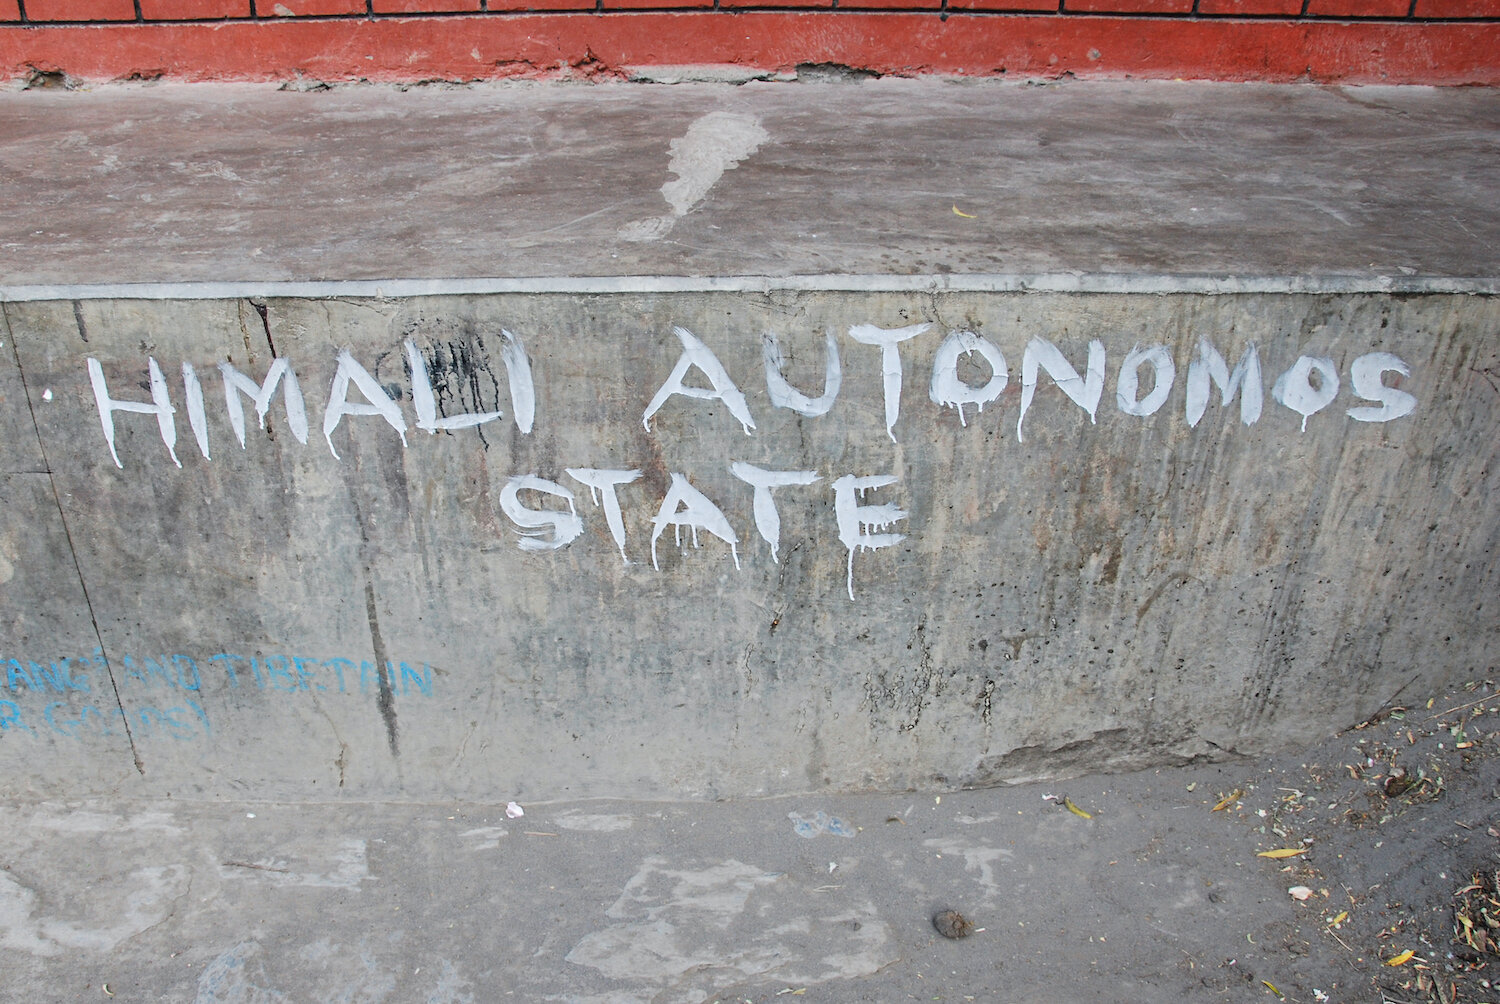 HIMALI AUTONOMOS
STATE
AND TIBETAN